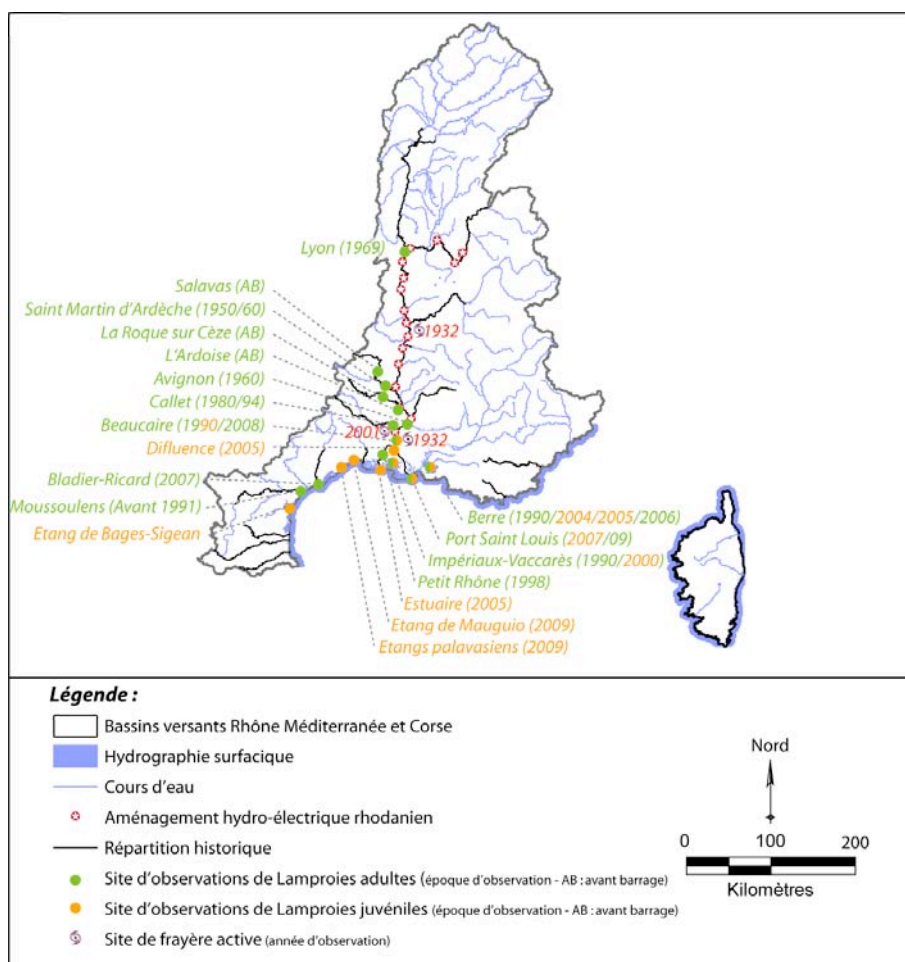 Lyon (1969)
Salavas (AB)
Saint Martin d'Ardèche (1950/60)
La Roque sur Cèze (AB)
1932
L'Ardoise (AB)
Avignon (1960)
Callet (1980/94)
Beaucaire (1990/2008)
2001
1932
Difluence (2005)
Bladier-Ricard (2007)
Moussoulens (Avant 1991)
Etang de Bages-Sigean
Berre (1990/2004/2005/2006)
Port Saint Louis (2007/09)
Impériaux-Vaccarès (1990/2000)
Petit Rhône (1998)
Estuaire (2005)
Etang de Mauguio (2009)
Etangs palavasiens (2009)
Légende :
Bassins versants Rhône Méditerranée et Corse
Hydrographie surfacique
Cours d'eau
Aménagement hydro-électrique rhodanien
Répartition historique
Site d'observations de Lamproies adultes (époque d'observation - AB : avant barrage)
Site d'observations de Lamproies juvéniles (époque d'observation - AB : avant barrage)
Site de frayère active (année d'observation)
Nord
0 100 200
Kilomètres